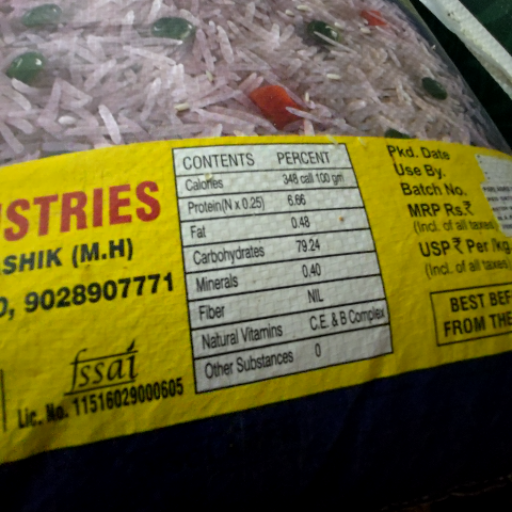 STRIES
SHIK (M.H)
9028907771
fssai
Lic. No. 11516029000605
CONTENTS PERCENT
Calories 348 call 100 gm
Protein(N x 0.25) 6.66
Fat 0.48
Carbohydrates 79.24
Minerals 0.40
Fiber NIL
Natural Vitamins C.E. & B Complex
Other Substances 0
Pkd. Date
Use By.
Batch No.
MRP Rs.₹
(Incl. of all taxes)
USP ₹ Per /kg.
(Incl. of all taxes)
BEST BEF
FROM THE